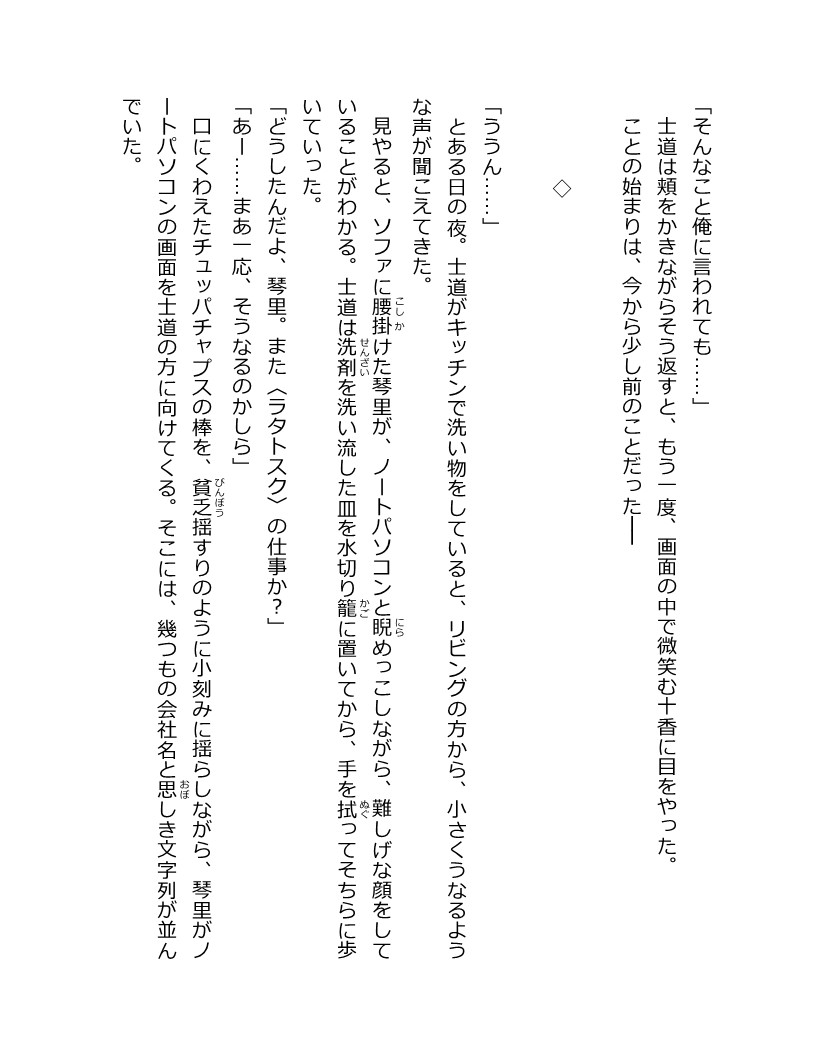 「そんなこと俺に言われても……」
士道は頬をかきながらそう返すと、もう一度、画面の中で微笑む十香に目をやった。
ことの始まりは、今から少し前のことだった――
◇
「ううん……」
とある日の夜。士道がキッチンで洗い物をしていると、リビングの方から、小さくうなるよう
な声が聞こえてきた。
見やると、ソファに腰掛けた琴里が、ノートパソコンと睨めっこしながら、難しげな顔をして
いることがわかる。士道は洗剤を洗い流した皿を水切り籠に置いてから、手を拭ってそちらに歩
いていった。
「どうしたんだよ、琴里。また〈ラタトスク〉の仕事か?」
「あー……まあ一応、そうなるのかしら」
口にくわえたチュッパチャプスの棒を、貧乏揺すりのように小刻みに揺らしながら、琴里がノ
ートパソコンの画面を士道の方に向けてくる。そこには、幾つもの会社名と思しき文字列が並ん
でいた。